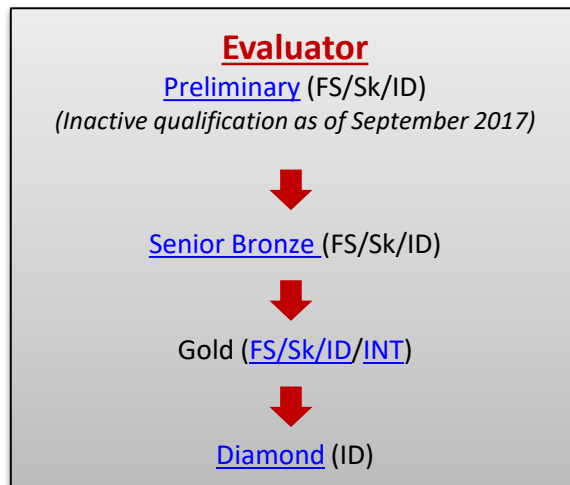 Evaluator
Preliminary (FS/Sk/ID)
(Inactive qualification as of September 2017)
Senior Bronze (FS/Sk/ID)
Gold (FS/Sk/ID/INT)
Diamond (ID)